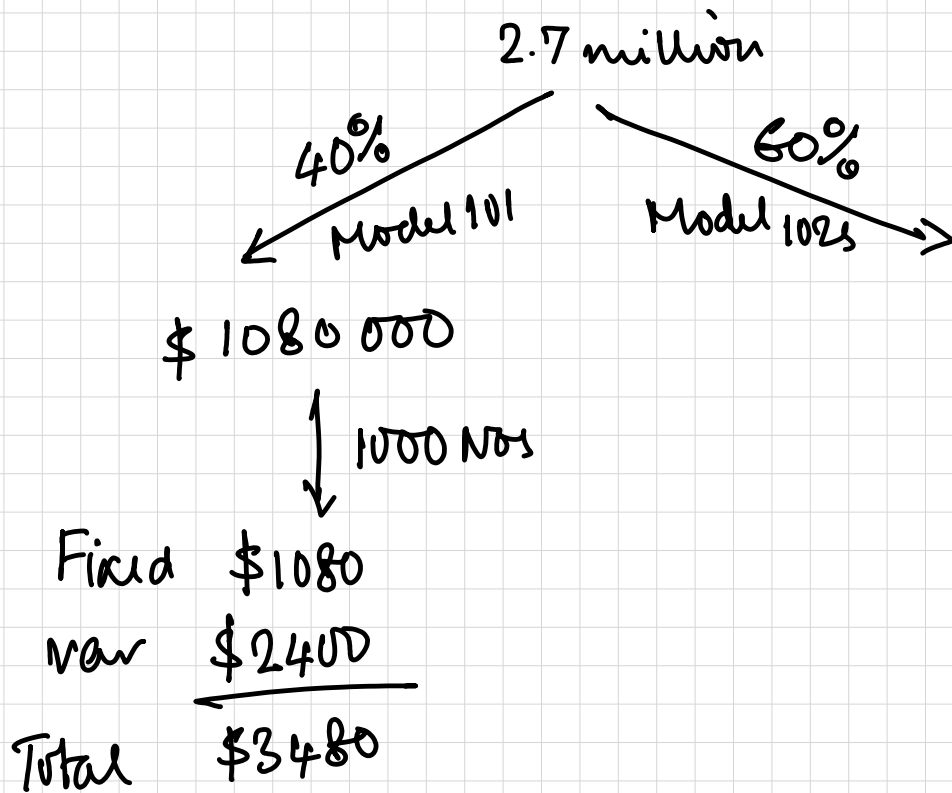 2.7 million
40% 60%
Model 101 Model 102s
$ 1080 000
1000 Nos
Fixed $1080
var $2400
Total $3480